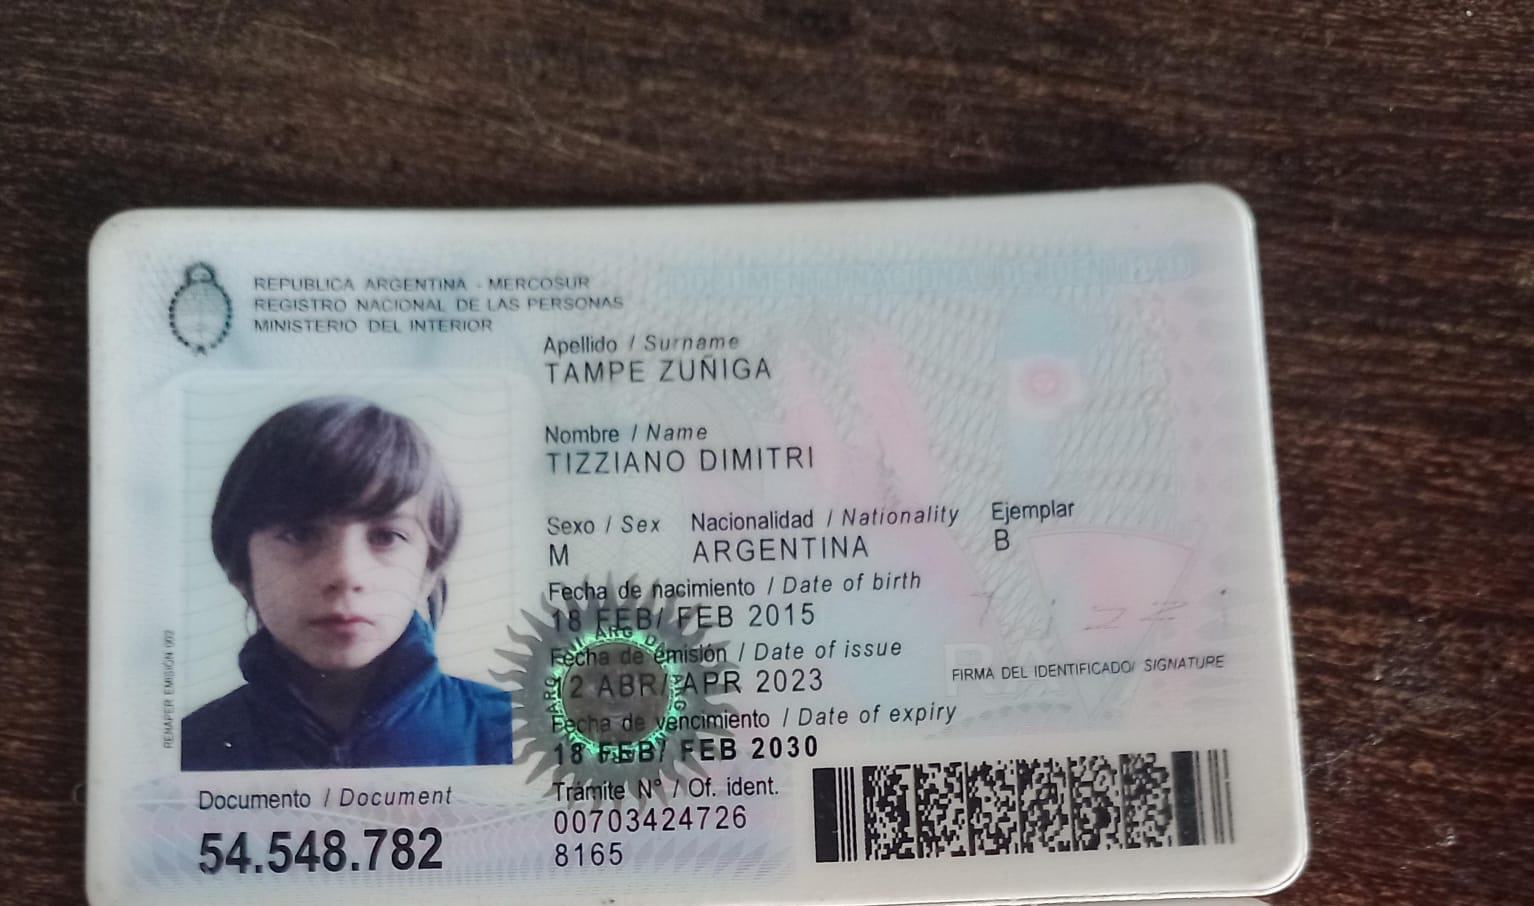 REPUBLICA ARGENTINA - MERCOSUR
REGISTRO NACIONAL DE LAS PERSONAS
MINISTERIO DEL INTERIOR
DOCUMENTO NACIONAL DE IDENTIDAD
Apellido / Surname
TAMPE ZUÑIGA
Nombre / Name
TIZZIANO DIMITRI
Sexo / Sex Nacionalidad / Nationality Ejemplar
M ARGENTINA B
Fecha de nacimiento / Date of birth
18 FEB/ FEB 2015
Fecha de emisión / Date of issue
12 ABR/ APR 2023
FIRMA DEL IDENTIFICADO/ SIGNATURE
Fecha de vencimiento / Date of expiry
18 FEB/ FEB 2030
RENAPER EMISIÓN 002
Documento / Document
54.548.782
Trámite Nº / Of. ident.
00703424726
8165